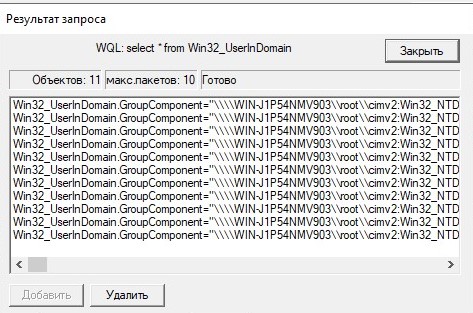 Результат запроса
WQL: select * from Win32_UserInDomain
Закрыть
Объектов: 11 макс.пакетов: 10 Готово
Win32_UserInDomain.GroupComponent="\\\\WIN-J1P54NMV903\\root\\cimv2:Win32_NTD
Win32_UserInDomain.GroupComponent="\\\\WIN-J1P54NMV903\\root\\cimv2:Win32_NTD
Win32_UserInDomain.GroupComponent="\\\\WIN-J1P54NMV903\\root\\cimv2:Win32_NTD
Win32_UserInDomain.GroupComponent="\\\\WIN-J1P54NMV903\\root\\cimv2:Win32_NTD
Win32_UserInDomain.GroupComponent="\\\\WIN-J1P54NMV903\\root\\cimv2:Win32_NTD
Win32_UserInDomain.GroupComponent="\\\\WIN-J1P54NMV903\\root\\cimv2:Win32_NTD
Win32_UserInDomain.GroupComponent="\\\\WIN-J1P54NMV903\\root\\cimv2:Win32_NTD
Win32_UserInDomain.GroupComponent="\\\\WIN-J1P54NMV903\\root\\cimv2:Win32_NTD
Win32_UserInDomain.GroupComponent="\\\\WIN-J1P54NMV903\\root\\cimv2:Win32_NTD
Win32_UserInDomain.GroupComponent="\\\\WIN-J1P54NMV903\\root\\cimv2:Win32_NTD
Win32_UserInDomain.GroupComponent="\\\\WIN-J1P54NMV903\\root\\cimv2:Win32_NTD
Добавить Удалить